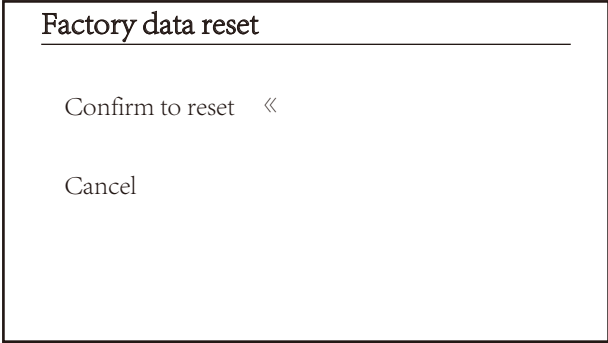 Factory data reset
Confirm to reset «
Cancel